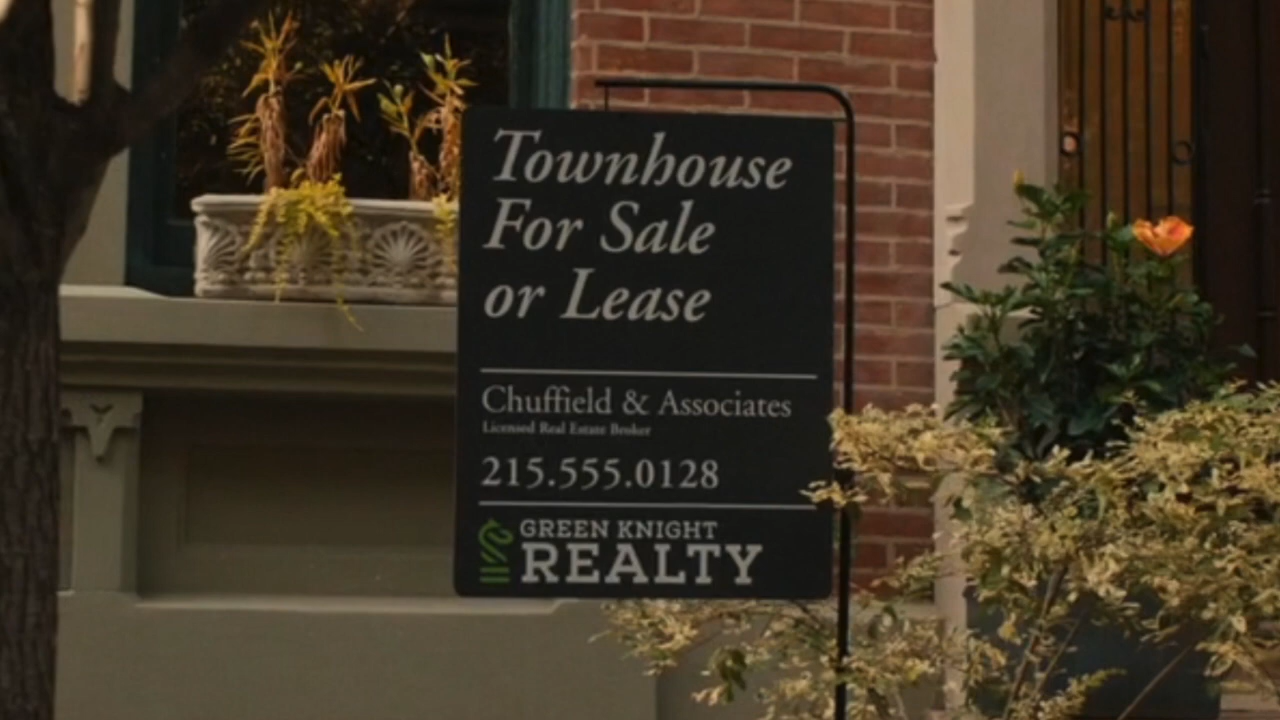 Townhouse
For Sale
or Lease
Chuffield & Associates
Licensed Real Estate Broker
215.555.0128
GREEN KNIGHT
REALTY